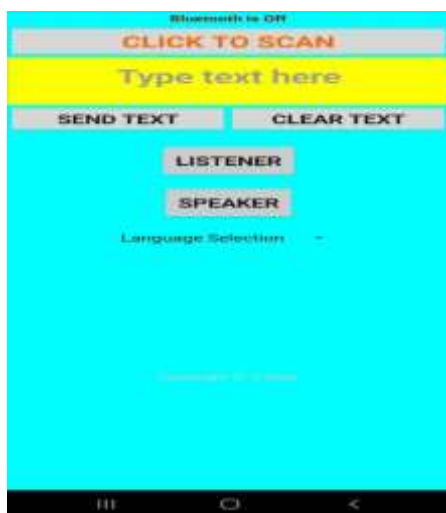 Bluetooth is Off
CLICK TO SCAN
Type text here
SEND TEXT CLEAR TEXT
LISTENER
SPEAKER
Language Selection